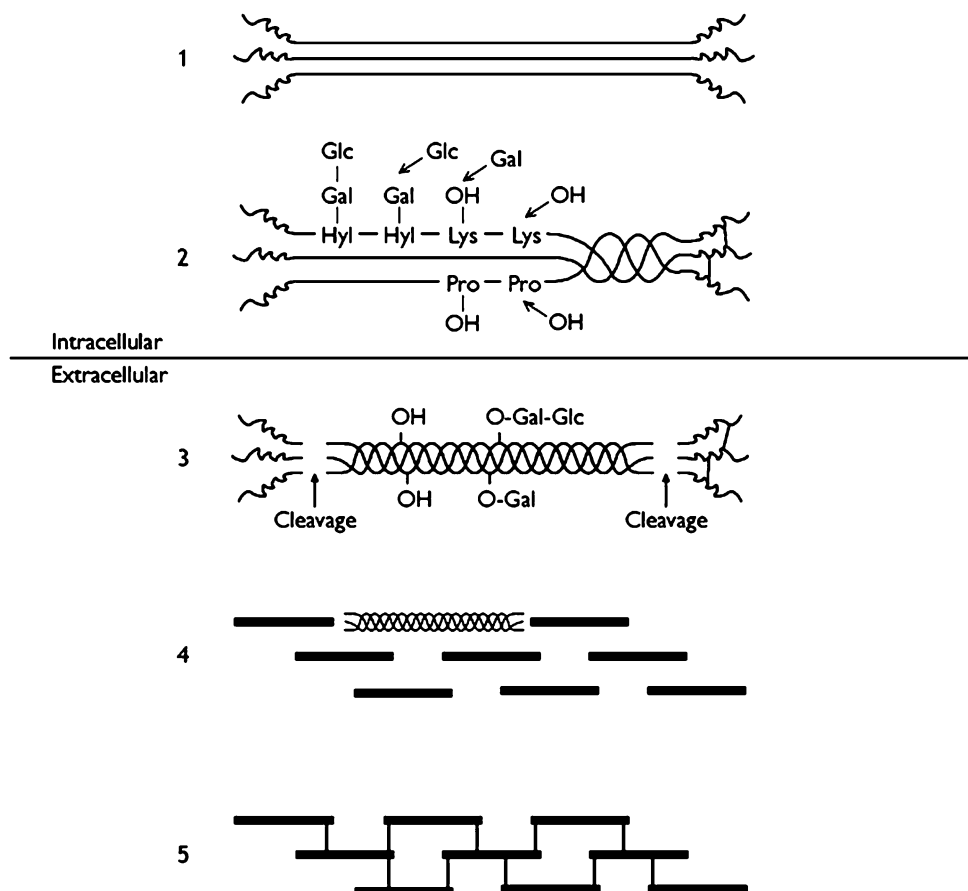 1
Glc Glc Gal
Gal Gal OH OH
Hyl Hyl Lys Lys
2
Pro Pro
OH OH
Intracellular
Extracellular
OH O-Gal-Glc
3
OH O-Gal
Cleavage Cleavage
4
5